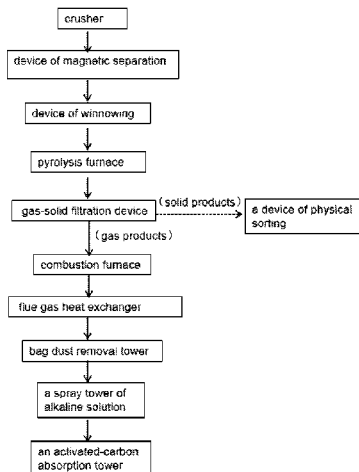 crusher
device of magnetic separation
device of winnowing
pyrolysis furnace
gas-solid filtration device
(solid products)
a device of physical
sorting
(gas products)
combustion furnace
flue gas heat exchanger
bag dust removal tower
a spray tower of
alkaline solution
an activated-carbon
absorption tower